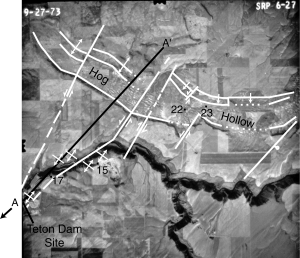 9-27-73
SRP 6-27
A'
Hog
22
23
Hollow
15
17
A
Teton Dam
Site